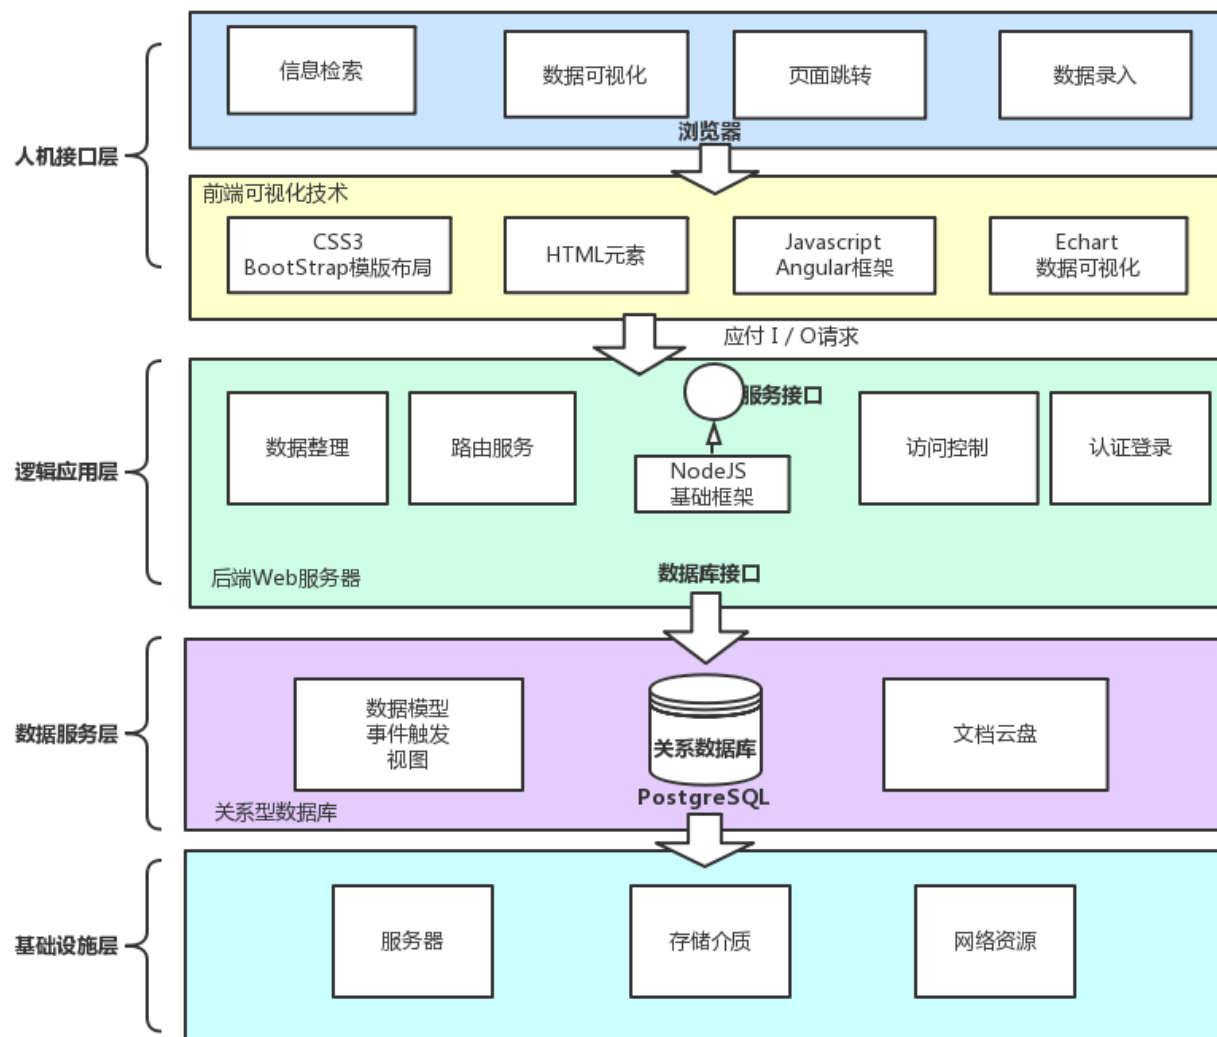 信息检索
数据可视化
页面跳转
数据录入
浏览器
人机接口层
前端可视化技术
CSS3
BootStrap模版布局
HTML元素
Javascript
Angular框架
Echart
数据可视化
应付 I / O请求
服务接口
数据整理
路由服务
NodeJS
基础框架
访问控制
认证登录
逻辑应用层
后端Web服务器
数据库接口
数据模型
事件触发
视图
关系数据库
PostgreSQL
文档云盘
数据服务层
关系型数据库
服务器
存储介质
网络资源
基础设施层